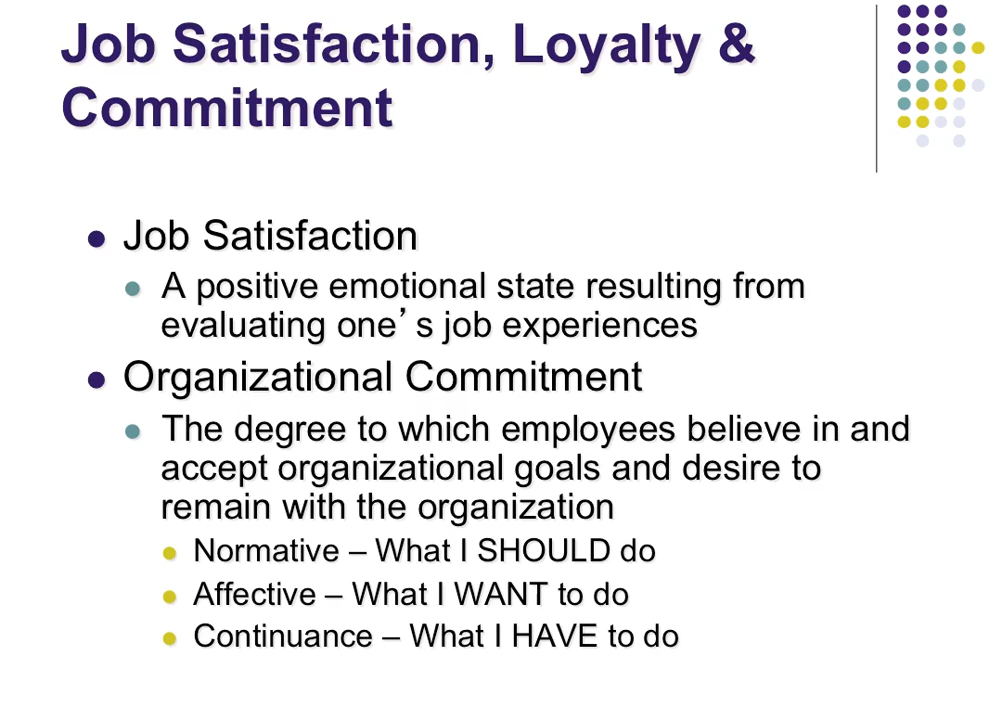 Job Satisfaction, Loyalty &
Commitment
Job Satisfaction
A positive emotional state resulting from
evaluating one’s job experiences
Organizational Commitment
The degree to which employees believe in and
accept organizational goals and desire to
remain with the organization
Normative – What I SHOULD do
Affective – What I WANT to do
Continuance – What I HAVE to do